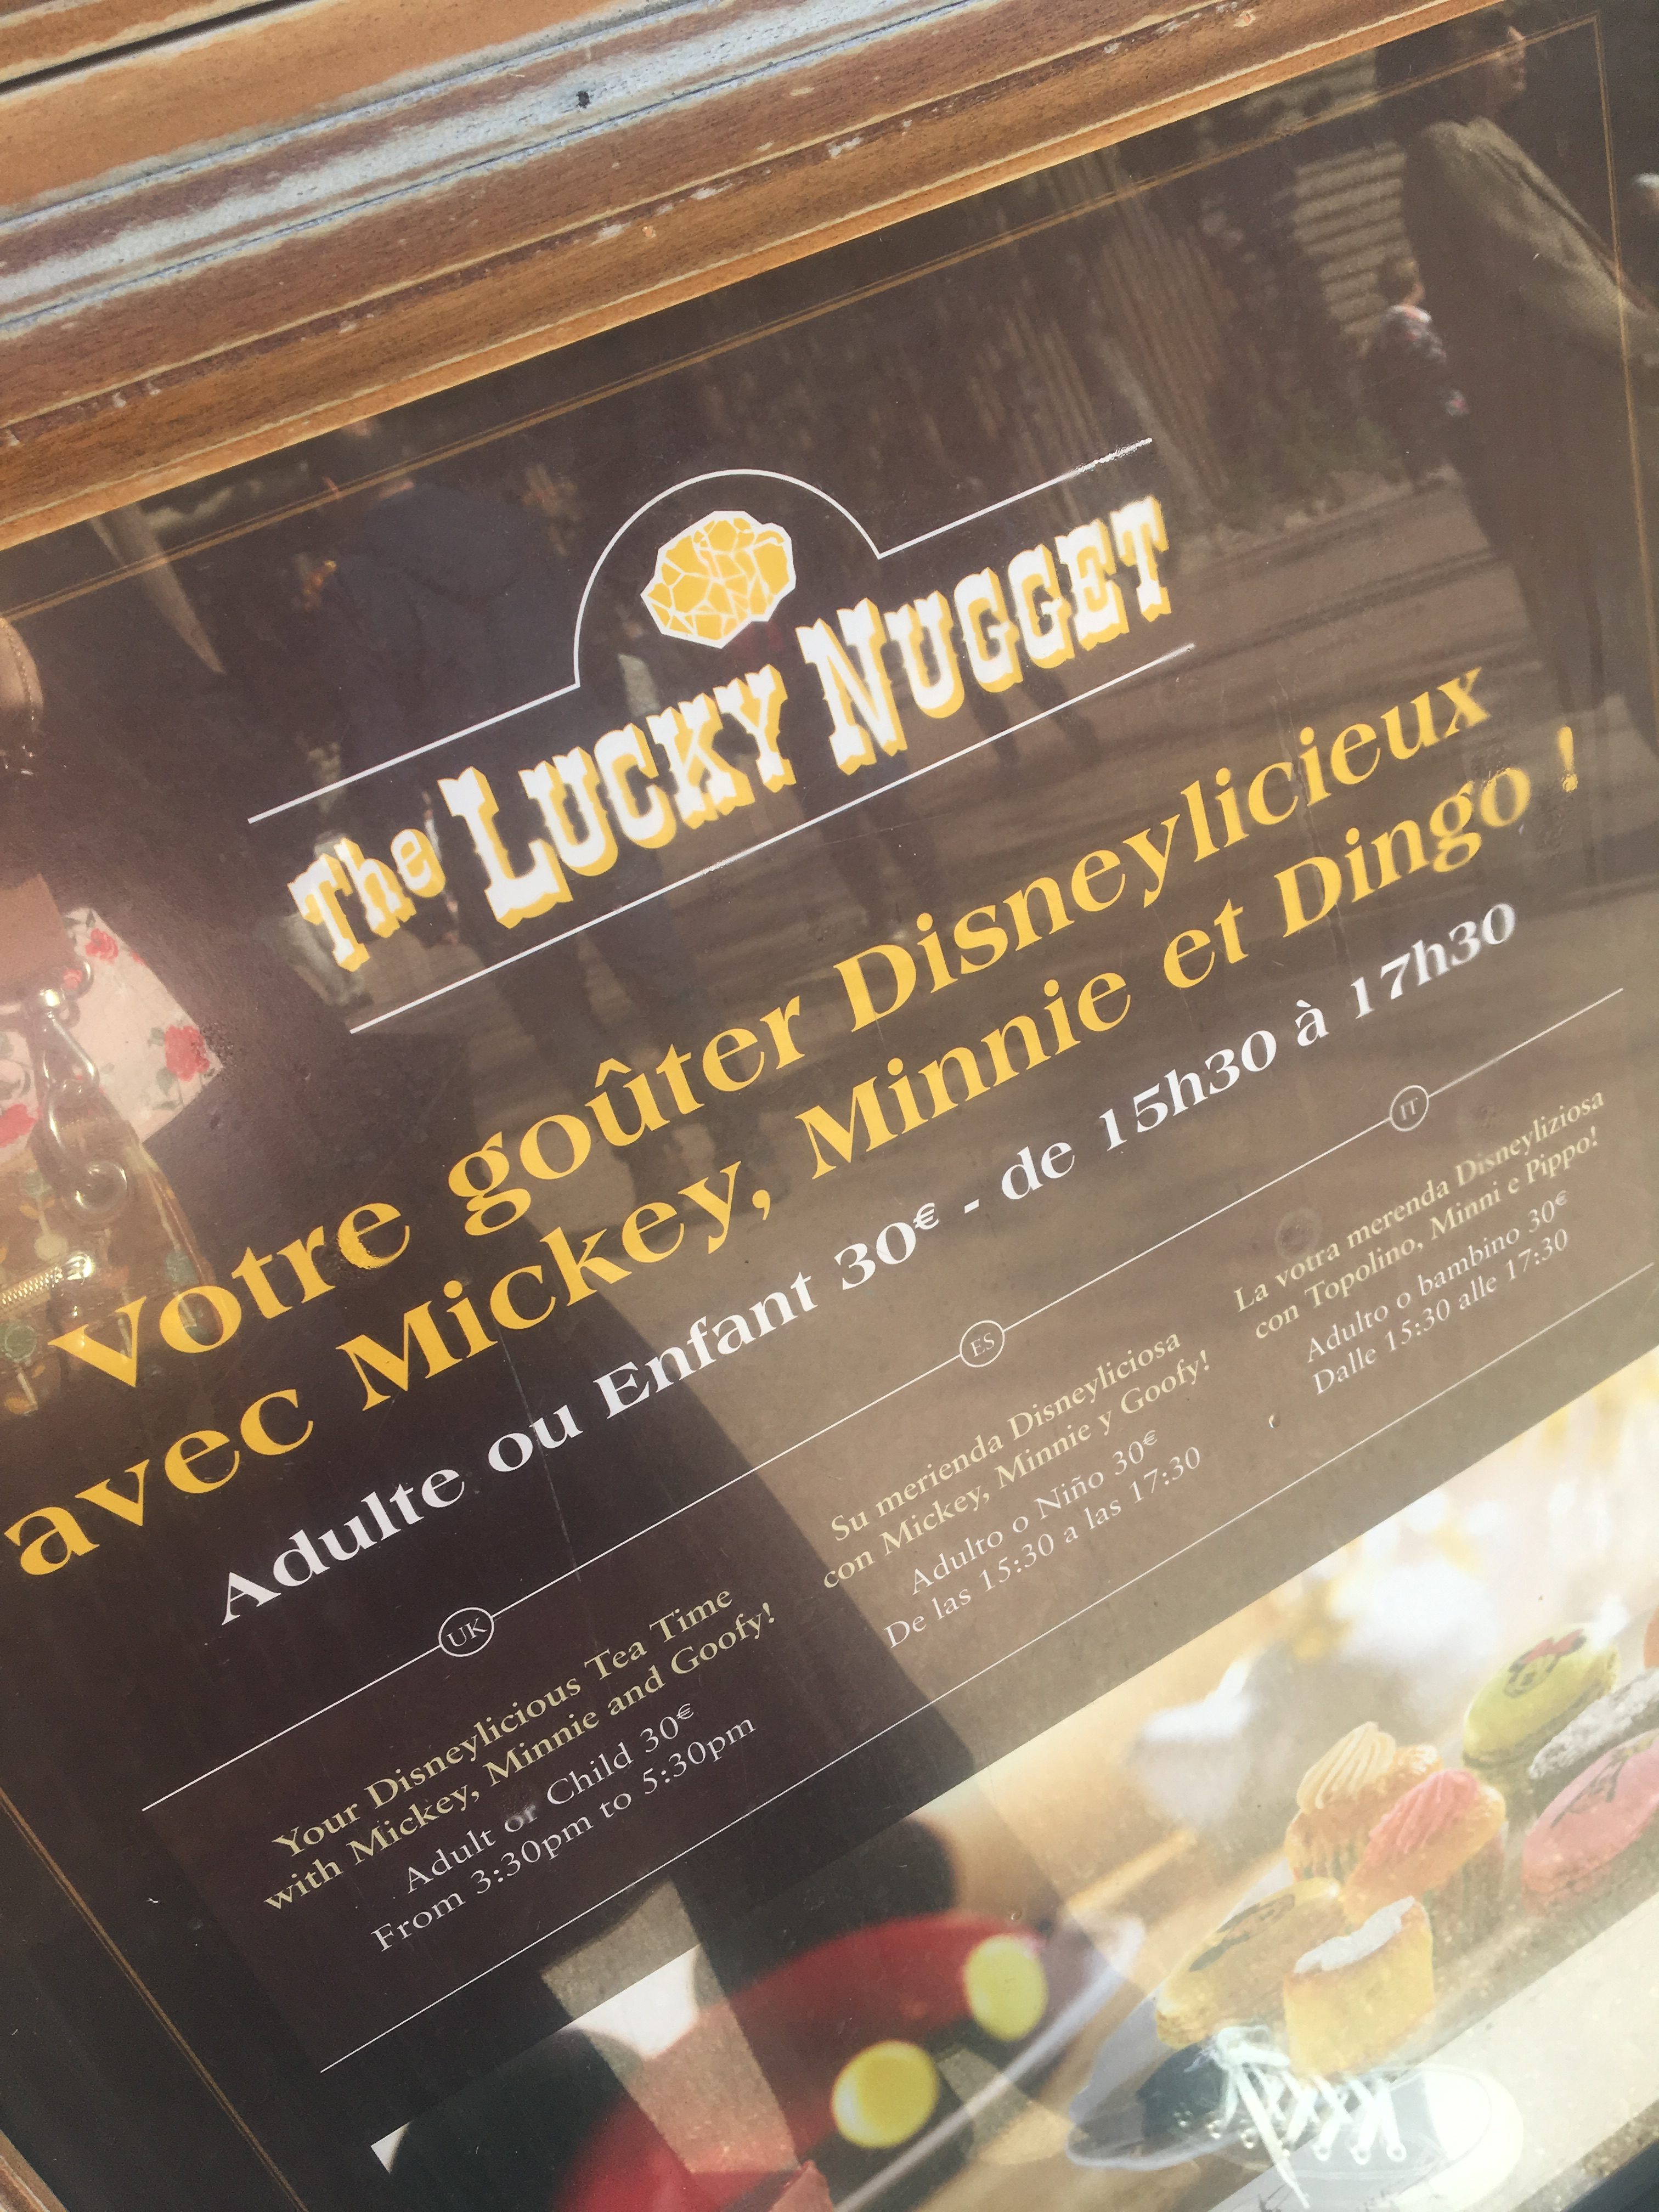 The LUCKY NUGGET
Votre goûter Disneylicieux
avec Mickey, Minnie et Dingo !
Adulte ou Enfant 30€ - de 15h30 à 17h30
UK
Your Disneylicious Tea Time
with Mickey, Minnie and Goofy!
Adult or Child 30€
From 3:30pm to 5:30pm
ES
Su merienda Disneyliciosa
con Mickey, Minnie y Goofy!
Adulto o Niño 30€
De las 15:30 a las 17:30
IT
La votra merenda Disneyliziosa
con Topolino, Minni e Pippo!
Adulto o bambino 30€
Dalle 15:30 alle 17:30